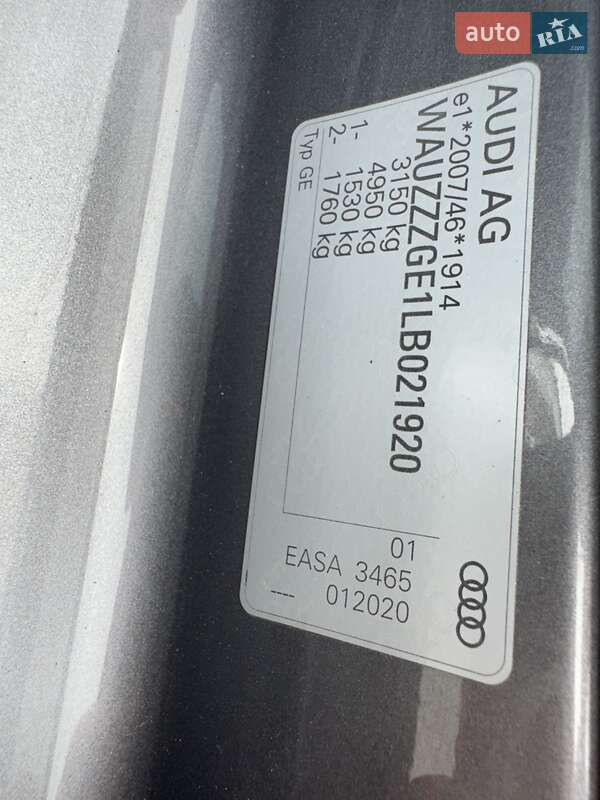 auto
RIA
.com
AUDI AG
e1*2007/46*1914
WAUZZZGE1LB021920
3150 kg
4950 kg
1- 1530 kg
2- 1760 kg
Typ GE
01
EASA 3465
---- 012020